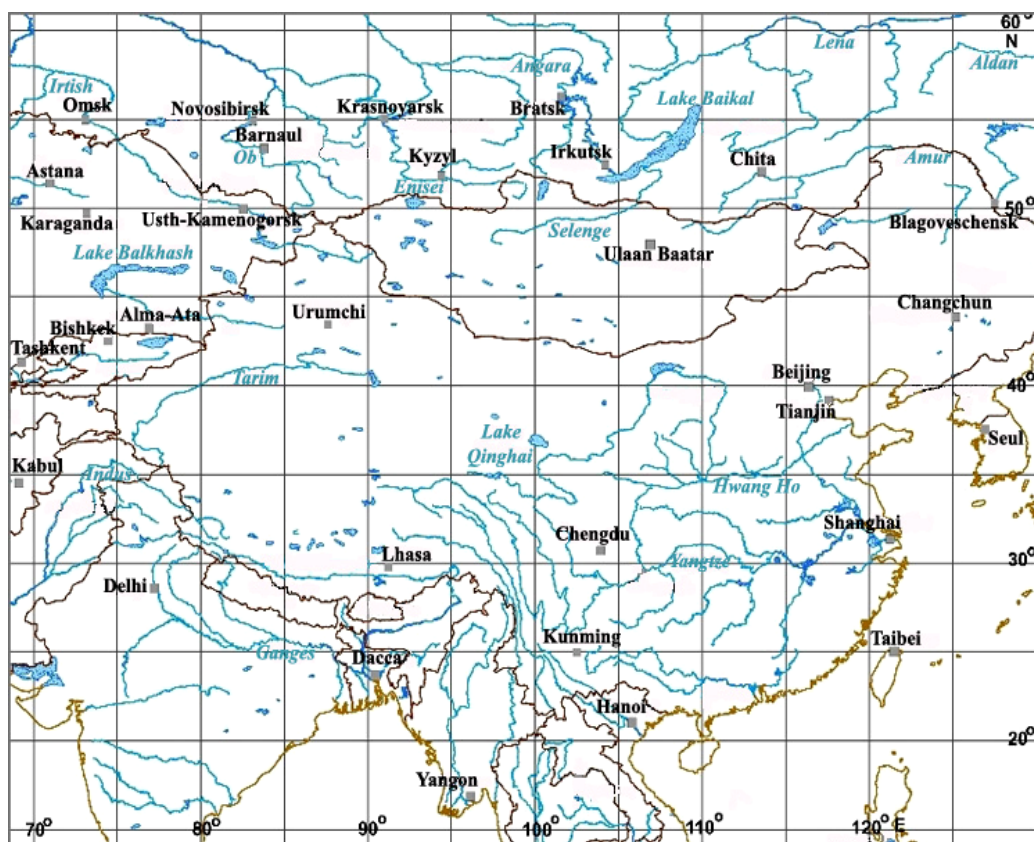 60°
N
Lena
Aldan
Angara
Irtish
Omsk
Novosibirsk
Krasnoyarsk
Bratsk
Lake Baikal
Barnaul
Ob
Kyzyl
Irkutsk
Chita
Amur
Astana
Enisei
Karaganda
Usth-Kamenogorsk
50°
Blagoveschensk
Selenge
Ulaan Baatar
Lake Balkhash
Changchun
Alma-Ata
Urumchi
Bishkek
Tashkent
Beijing
Tarim
40°
Tianjin
Lake
Qinghai
Seul
Kabul
Andus
Hwang Ho
Shanghai
Chengdu
Lhasa
Yangtze
30°
Delhi
Kunming
Taibei
Ganges
Dacca
Hanoi
20°
Yangon
70°
80°
90°
100°
110°
120° E